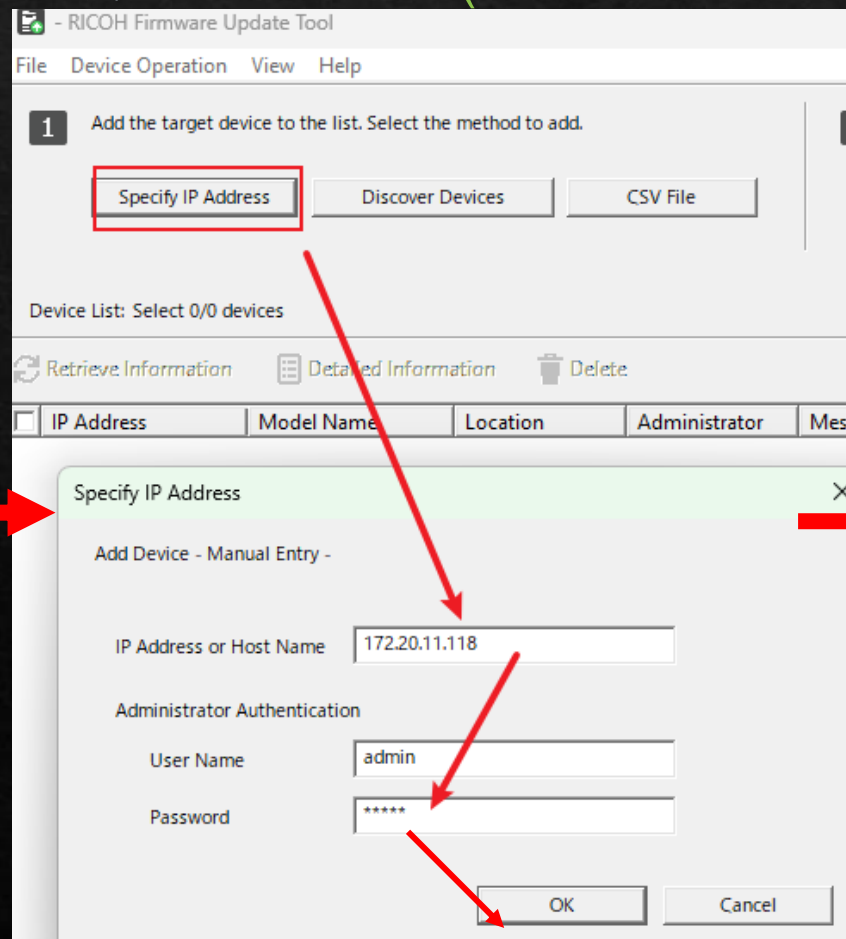 - RICOH Firmware Update Tool
File Device Operation View Help
1 Add the target device to the list. Select the method to add.
Specify IP Address Discover Devices CSV File
Device List: Select 0/0 devices
Retrieve Information Detailed Information Delete
IP Address Model Name Location Administrator Mes
Specify IP Address
Add Device - Manual Entry -
IP Address or Host Name 172.20.11.118
Administrator Authentication
User Name admin
Password *****
OK Cancel